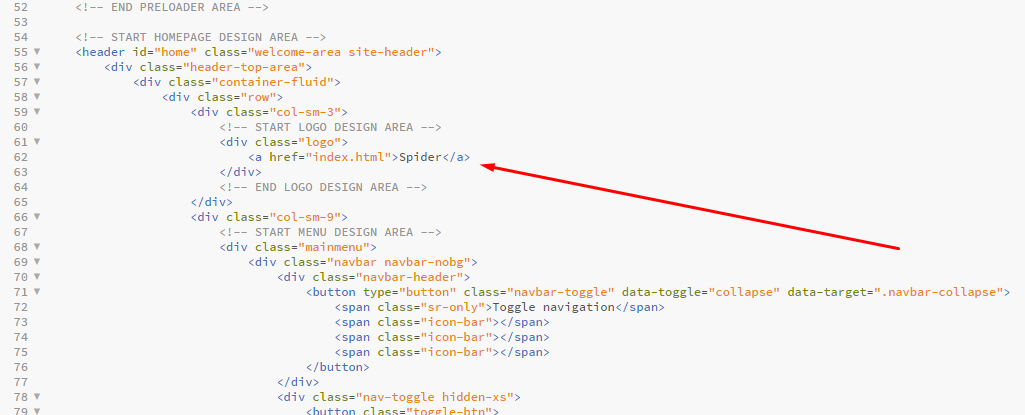 52 <!-- END PRELOADER AREA -->
53
54 <!-- START HOMEPAGE DESIGN AREA -->
55 <header id="home" class="welcome-area site-header">
56 <div class="header-top-area">
57 <div class="container-fluid">
58 <div class="row">
59 <div class="col-sm-3">
60 <!-- START LOGO DESIGN AREA -->
61 <div class="logo">
62 <a href="index.html">Spider</a>
63 </div>
64 <!-- END LOGO DESIGN AREA -->
65 </div>
66 <div class="col-sm-9">
67 <!-- START MENU DESIGN AREA -->
68 <div class="mainmenu">
69 <div class="navbar navbar-nobg">
70 <div class="navbar-header">
71 <button type="button" class="navbar-toggle" data-toggle="collapse" data-target=".navbar-collapse">
72 <span class="sr-only">Toggle navigation</span>
73 <span class="icon-bar"></span>
74 <span class="icon-bar"></span>
75 <span class="icon-bar"></span>
76 </button>
77 </div>
78 <div class="nav-toggle hidden-xs">
79 <button class="toggle-btn">